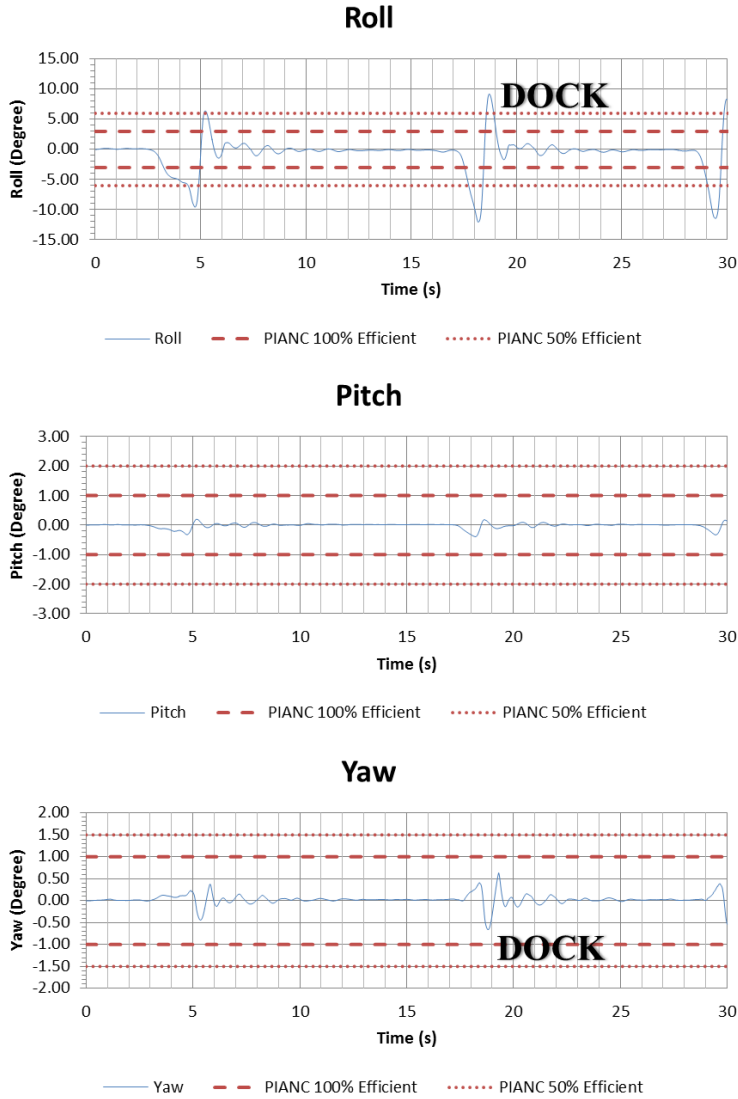 Roll
15.00
10.00
5.00
0.00
-5.00
-10.00
-15.00
Roll (Degree)
DOCK
0 5 10 15 20 25 30
Time (s)
Roll PIANC 100% Efficient PIANC 50% Efficient
Pitch
3.00
2.00
1.00
0.00
-1.00
-2.00
-3.00
Pitch (Degree)
0 5 10 15 20 25 30
Time (s)
Pitch PIANC 100% Efficient PIANC 50% Efficient
Yaw
2.00
1.50
1.00
0.50
0.00
0.50
-1.00
-1.50
-2.00
Yaw (Degree)
DOCK
0 5 10 15 20 25 30
Time (s)
Yaw PIANC 100% Efficient PIANC 50% Efficient